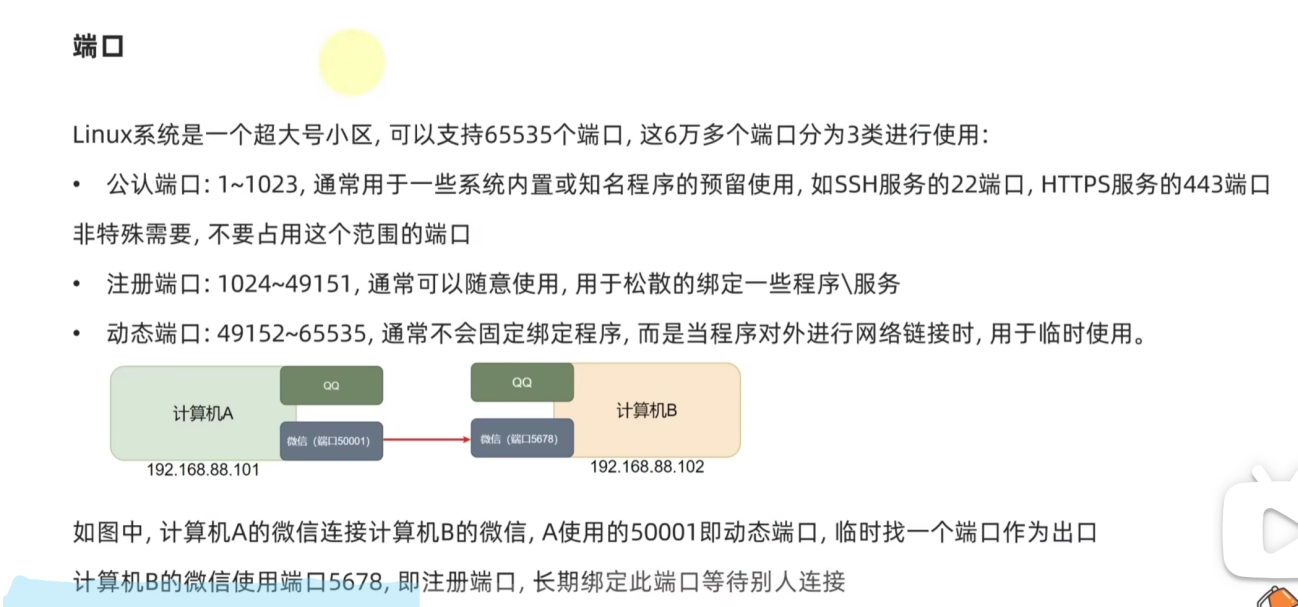 端口
Linux系统是一个超大号小区, 可以支持65535个端口, 这6万多个端口分为3类进行使用:
• 公认端口: 1~1023, 通常用于一些系统内置或知名程序的预留使用, 如SSH服务的22端口, HTTPS服务的443端口
非特殊需要, 不要占用这个范围的端口
• 注册端口: 1024~49151, 通常可以随意使用, 用于松散的绑定一些程序\服务
• 动态端口: 49152~65535, 通常不会固定绑定程序, 而是当程序对外进行网络链接时, 用于临时使用。
QQ
QQ
计算机A
计算机B
微信（端口50001）
微信（端口5678）
192.168.88.101
192.168.88.102
如图中, 计算机A的微信连接计算机B的微信, A使用的50001即动态端口, 临时找一个端口作为出口
计算机B的微信使用端口5678, 即注册端口, 长期绑定此端口等待别人连接